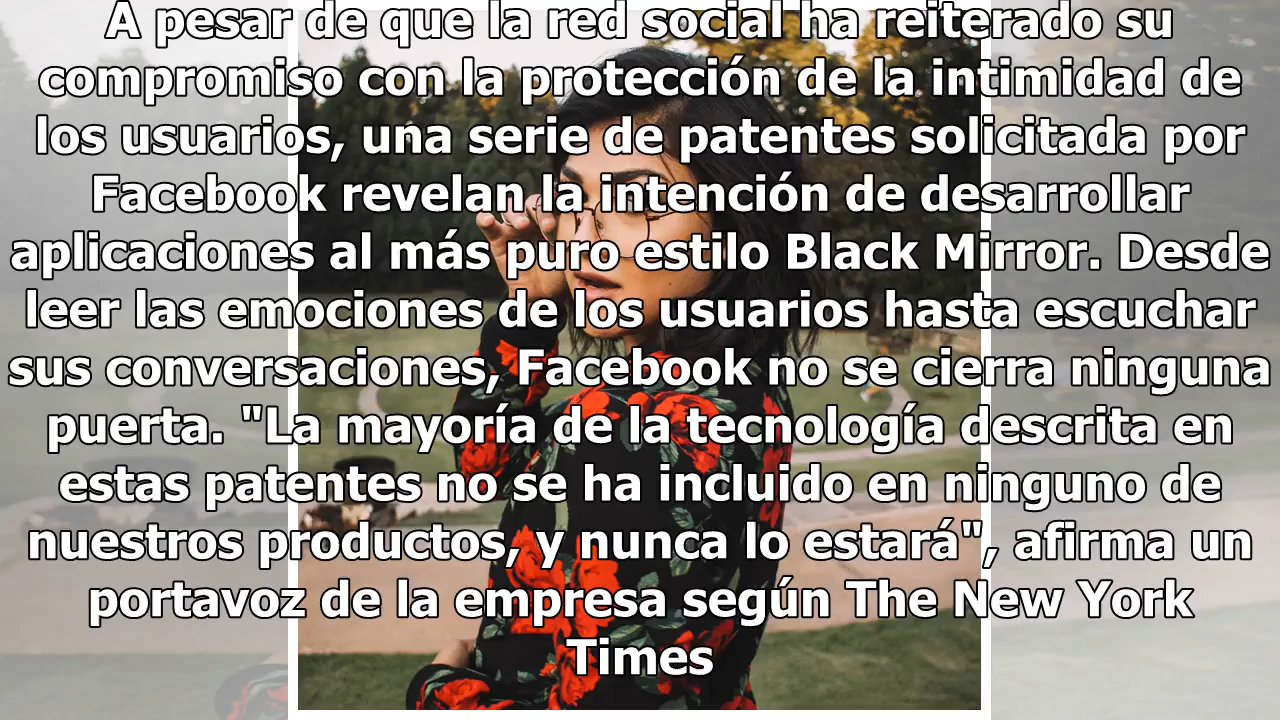 A pesar de que la red social ha reiterado su
compromiso con la protección de la intimidad de
los usuarios, una serie de patentes solicitada por
Facebook revelan la intención de desarrollar
aplicaciones al más puro estilo Black Mirror. Desde
leer las emociones de los usuarios hasta escuchar
sus conversaciones, Facebook no se cierra ninguna
puerta. "La mayoría de la tecnología descrita en
estas patentes no se ha incluido en ninguno de
nuestros productos, y nunca lo estará", afirma un
portavoz de la empresa según The New York
Times